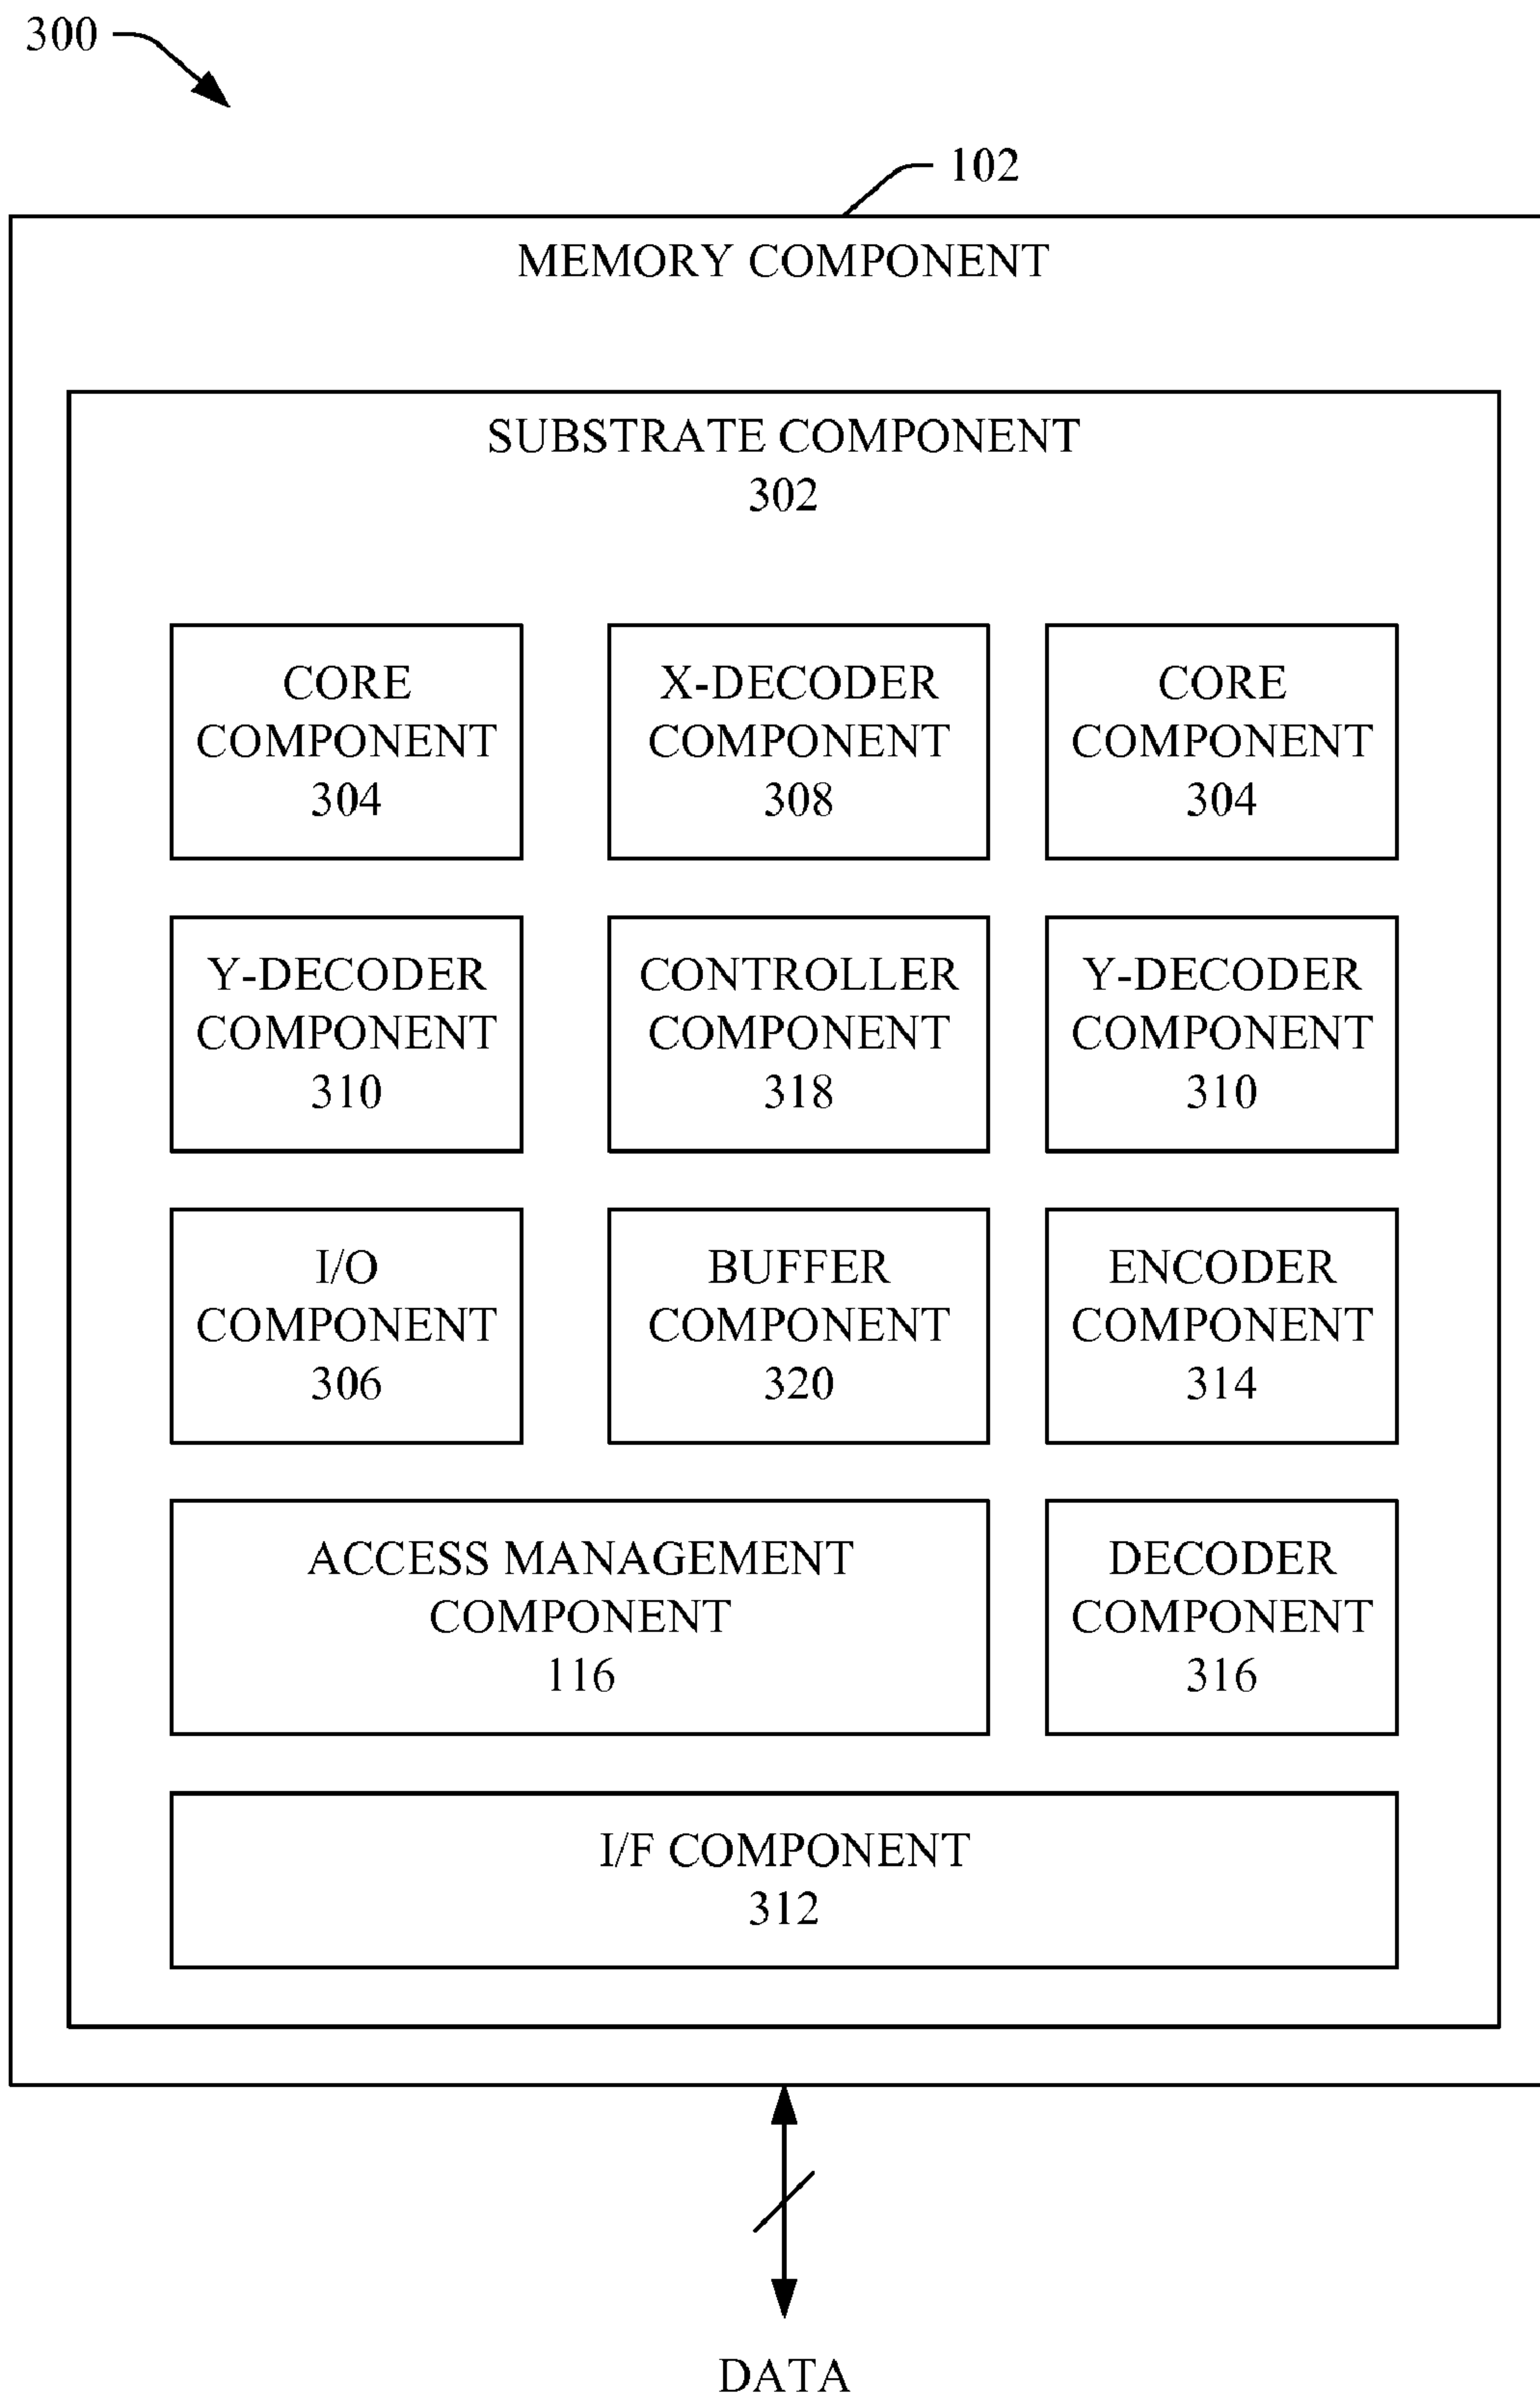 300
102
MEMORY COMPONENT
SUBSTRATE COMPONENT
302
CORE
COMPONENT
304
X-DECODER
COMPONENT
308
CORE
COMPONENT
304
Y-DECODER
COMPONENT
310
CONTROLLER
COMPONENT
318
Y-DECODER
COMPONENT
310
I/O
COMPONENT
306
BUFFER
COMPONENT
320
ENCODER
COMPONENT
314
ACCESS MANAGEMENT
COMPONENT
116
DECODER
COMPONENT
316
I/F COMPONENT
312
DATA